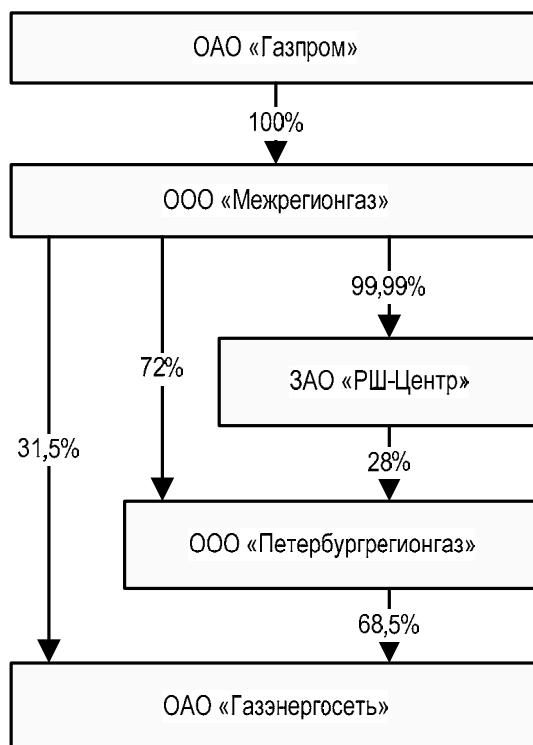 ОАО «Газпром»
100%
ООО «Межрегионгаз»
99,99%
ЗАО «РШ-Центр»
72%
31,5%
28%
ООО «Петербургрегионгаз»
68,5%
ОАО «Газэнергосеть»